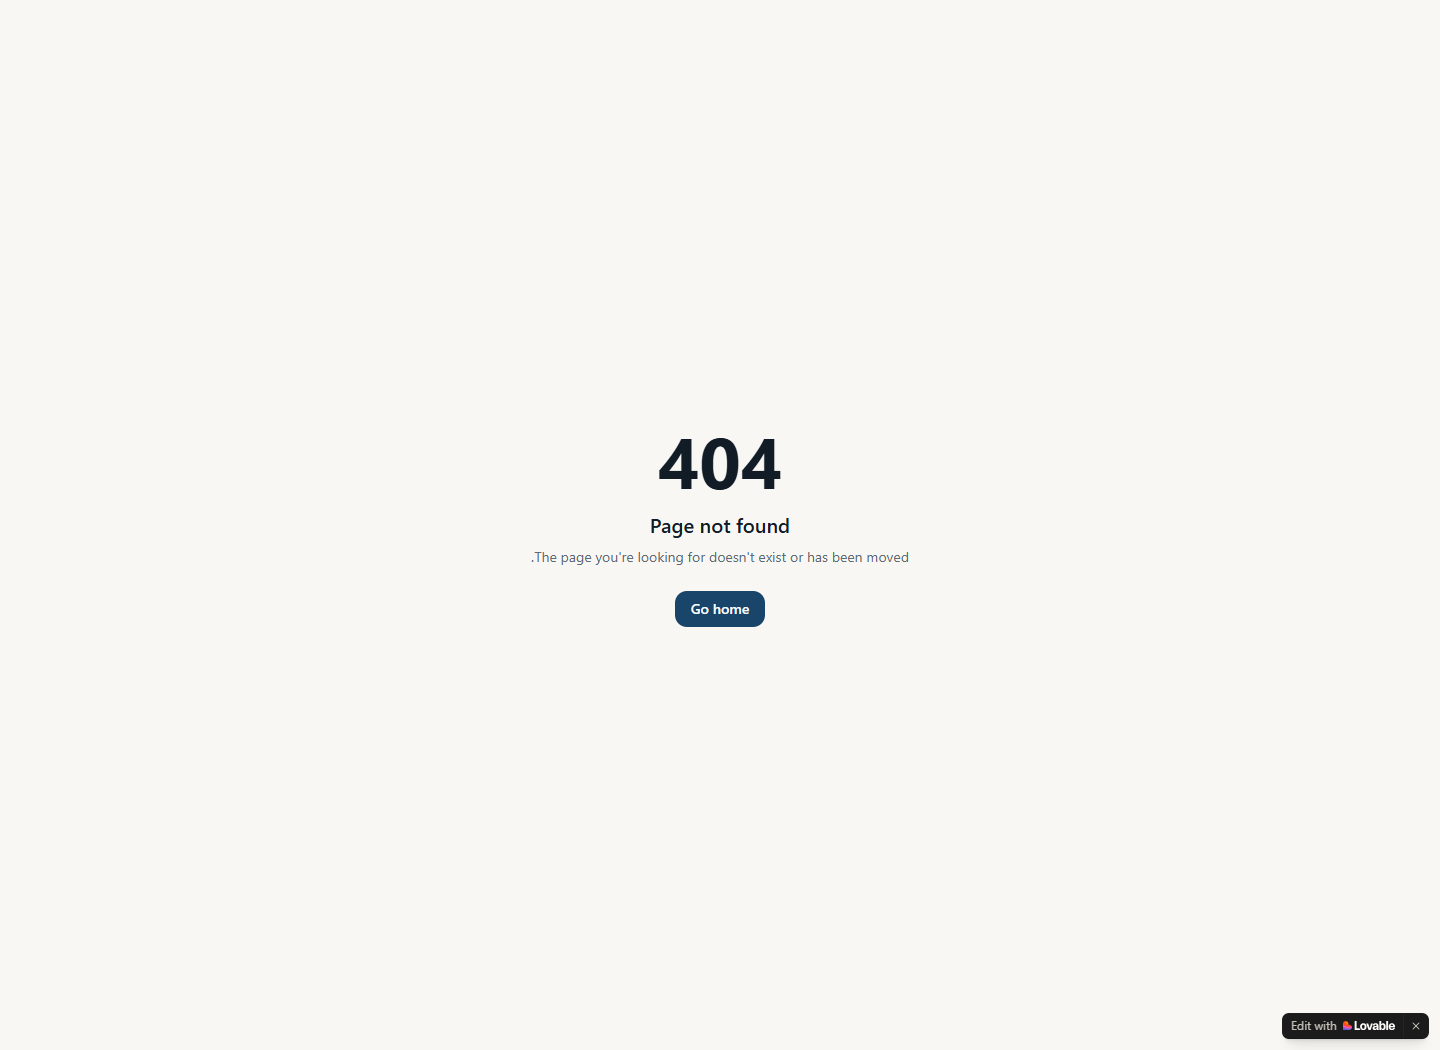 404
Page not found
.The page you're looking for doesn't exist or has been moved
Go home
Edit with Lovable ×